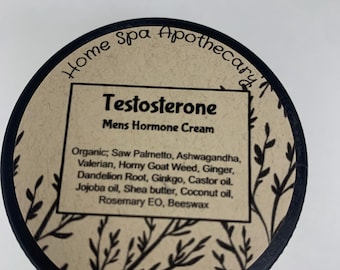 Home Spa Apothecary
Testosterone
Mens Hormone Cream
Organic; Saw Palmetto, Ashwagandha,
Valerian, Horny Goat Weed, Ginger,
Dandelion Root, Ginkgo, Castor oil,
Jojoba oil, Shea butter, Coconut oil,
Rosemary EO, Beeswax